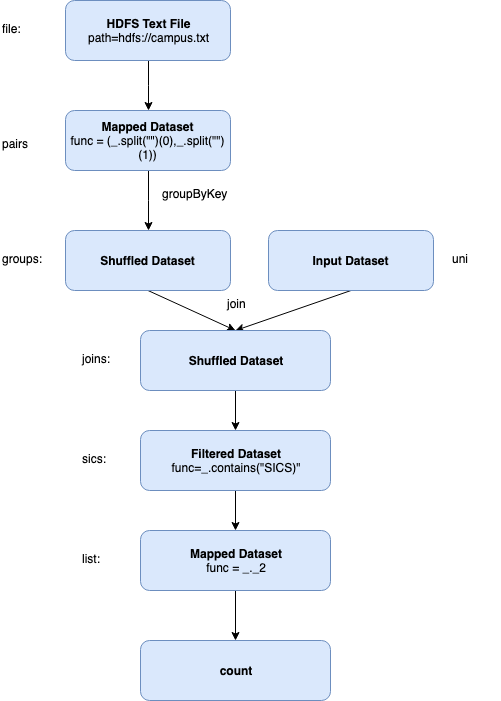 file:
HDFS Text File
path=hdfs://campus.txt
pairs
Mapped Dataset
func = (_.split("")(0),_.split("")
(1))
groupByKey
groups:
Shuffled Dataset
Input Dataset
uni
join
joins:
Shuffled Dataset
sics:
Filtered Dataset
func=_.contains("SICS)"
list:
Mapped Dataset
func = _._2
count